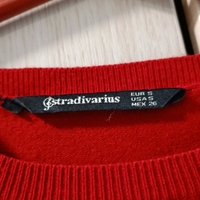 stradivarius
EUR S
USA S
MEX 26